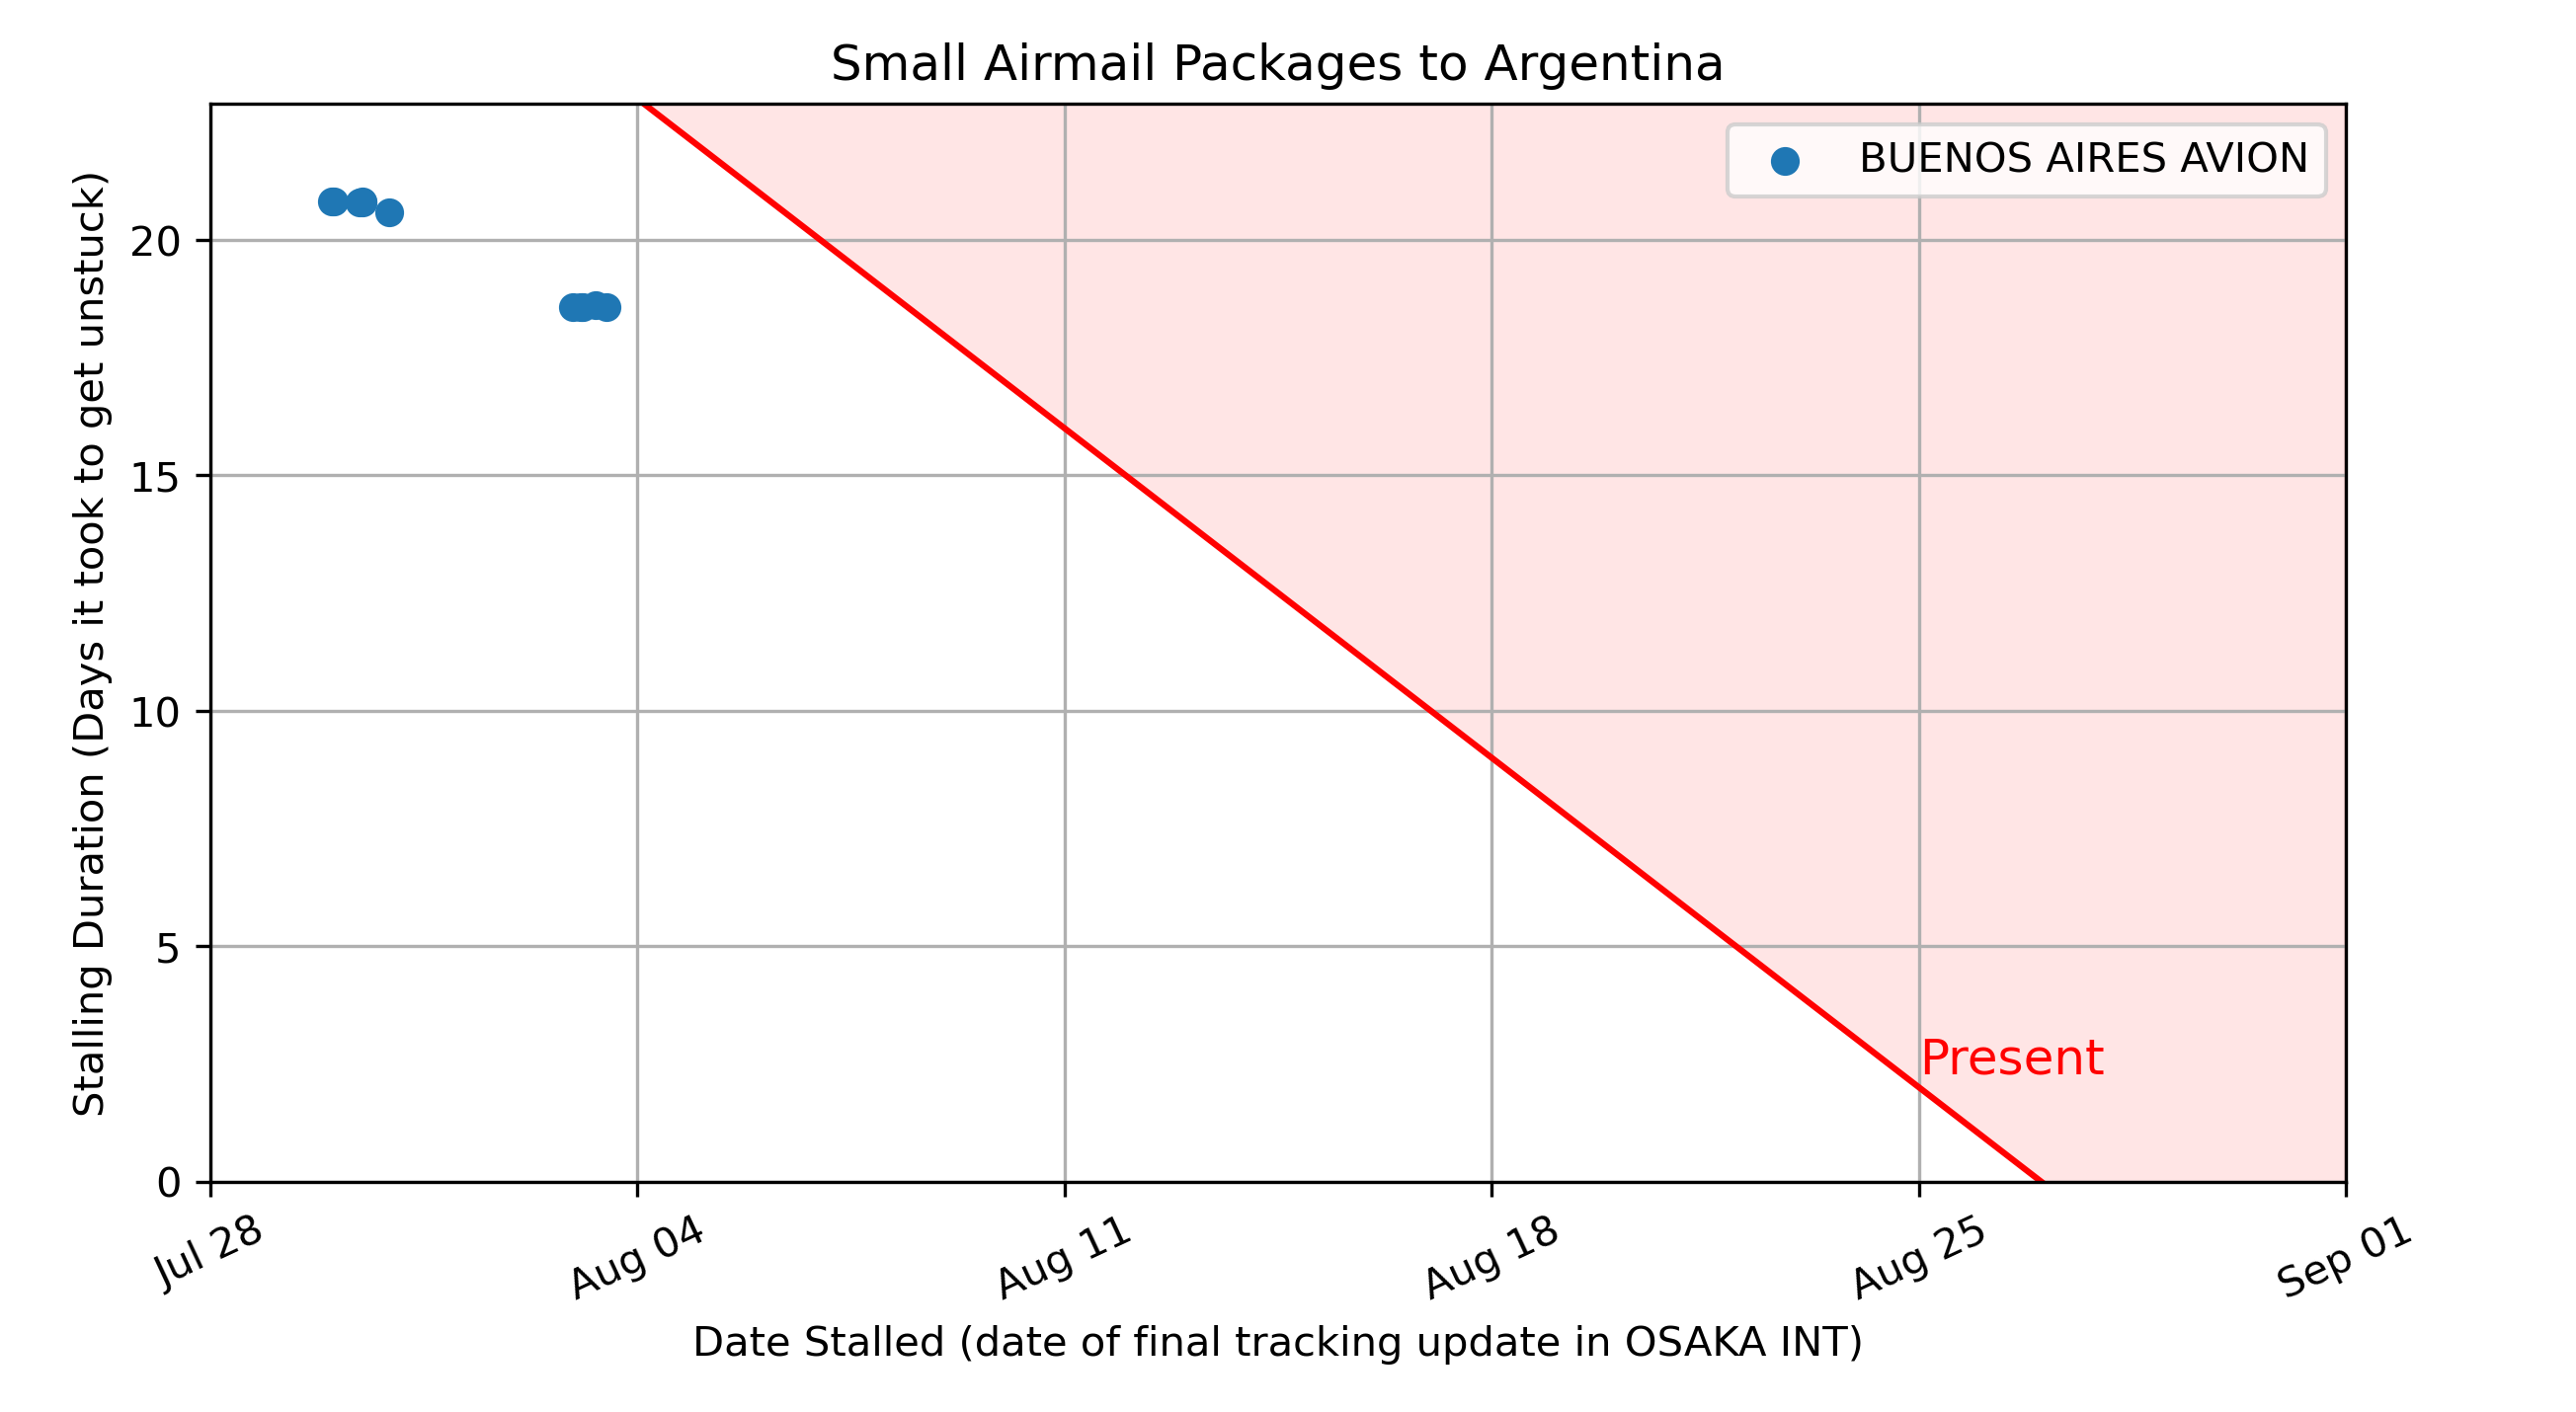 Small Airmail Packages to Argentina
BUENOS AIRES AVION
Stalling Duration (Days it took to get unstuck)
20
15
10
5
0
Present
Jul 28
Aug 04
Aug 11
Aug 18
Aug 25
Sep 01
Date Stalled (date of final tracking update in OSAKA INT)